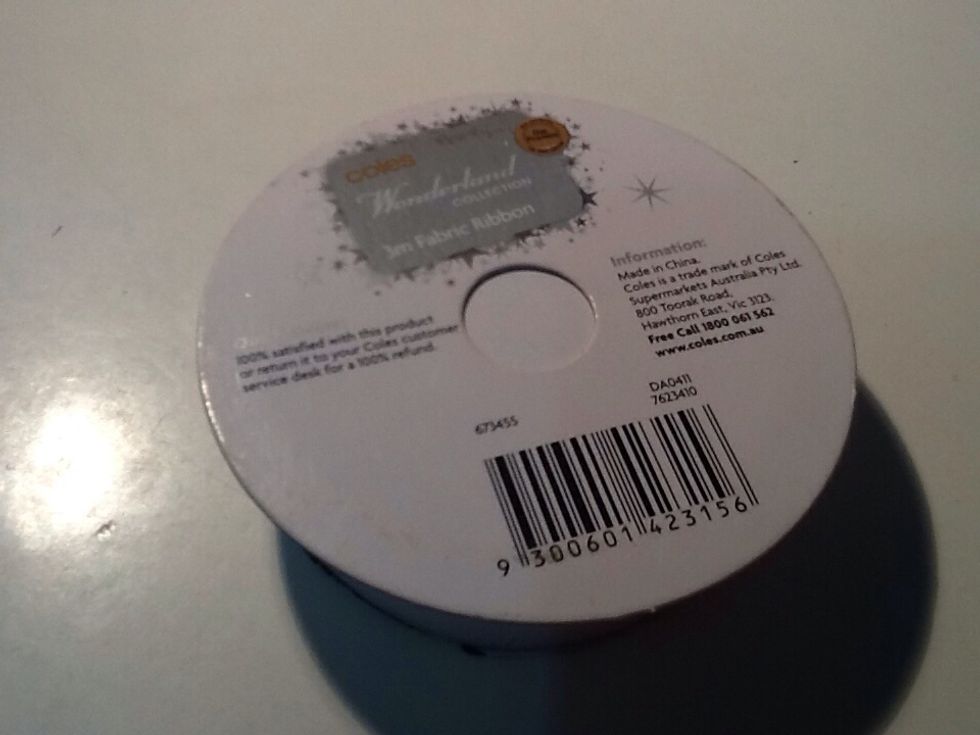 coles
Wonderland
COLLECTION
3m Fabric Ribbon
Information:
Made in China.
Coles is a trade mark of Coles
Supermarkets Australia Pty Ltd.
800 Toorak Road,
Hawthorn East, Vic 3123.
Free Call 1800 061 562
www.coles.com.au
100% satisfied with this product
or return it to your Coles customer
service desk for a 100% refund.
DA0411
7623410
673455
9 300601 423156